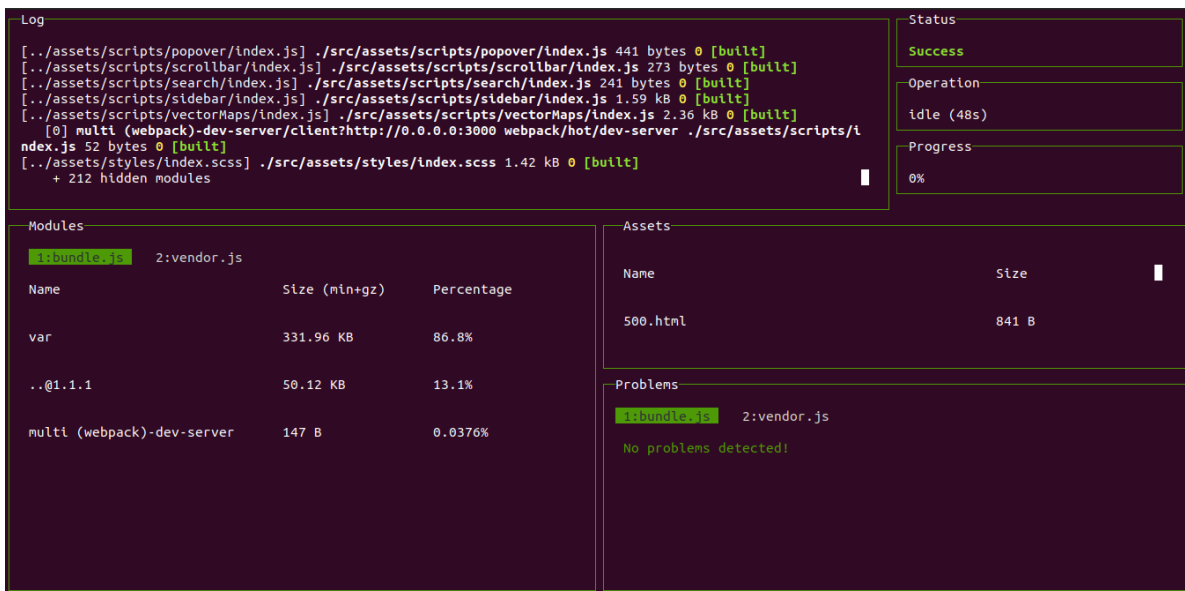 Log
[../assets/scripts/popover/index.js] ./src/assets/scripts/popover/index.js 441 bytes 0 [built]
[../assets/scripts/scrollbar/index.js] ./src/assets/scripts/scrollbar/index.js 273 bytes 0 [built]
[../assets/scripts/search/index.js] ./src/assets/scripts/search/index.js 241 bytes 0 [built]
[../assets/scripts/sidebar/index.js] ./src/assets/scripts/sidebar/index.js 1.59 kB 0 [built]
[../assets/scripts/vectorMaps/index.js] ./src/assets/scripts/vectorMaps/index.js 2.36 kB 0 [built]
[0] multi (webpack)-dev-server/client?http://0.0.0.0:3000 webpack/hot/dev-server ./src/assets/scripts/i
ndex.js 52 bytes 0 [built]
[../assets/styles/index.scss] ./src/assets/styles/index.scss 1.42 kB 0 [built]
+ 212 hidden modules
Status
Success
Operation
idle (48s)
Progress
0%
Modules
1:bundle.js 2:vendor.js
Name Size (min+gz) Percentage
var 331.96 KB 86.8%
..@1.1.1 50.12 KB 13.1%
multi (webpack)-dev-server 147 B 0.0376%
Assets
Name Size
500.html 841 B
Problems
1:bundle.js 2:vendor.js
No problems detected!